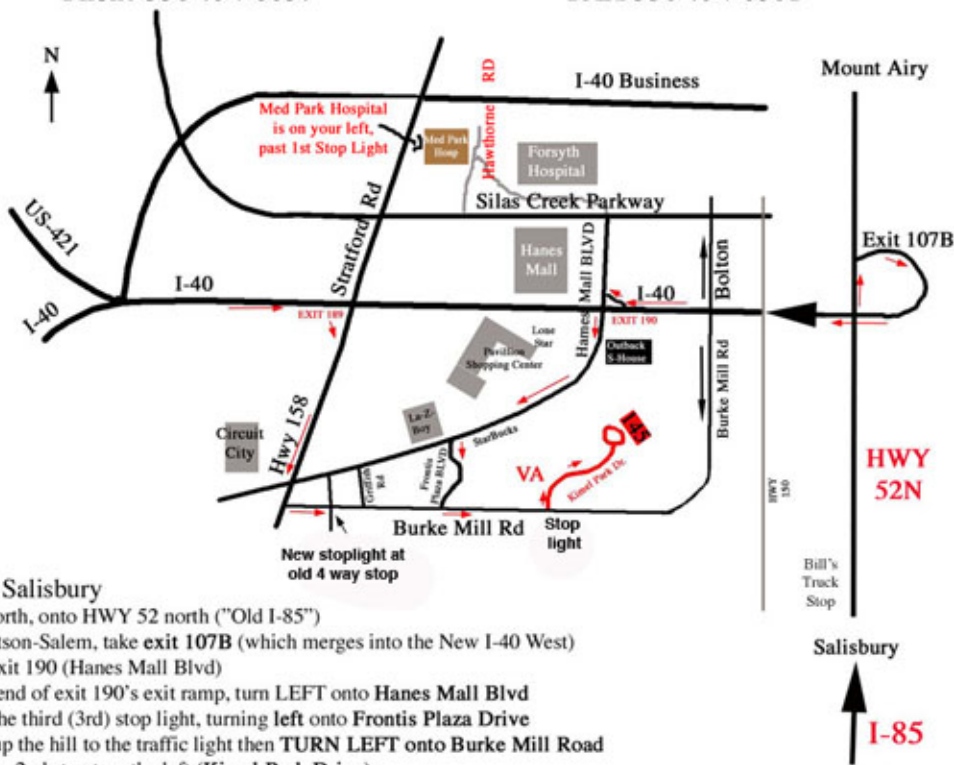 N
I-40 Business
Mount Airy
Med Park Hospital
is on your left,
past 1st Stop Light
Med Park
Hosp
Hawthorne RD
Forsyth
Hospital
Silas Creek Parkway
US-421
Stratford Rd
Hanes
Mall
Hanes Mall BLVD
Bolton
Exit 107B
I-40
I-40
I-40
EXIT 189
EXIT 190
Lone
Star
Pavillion
Shopping Center
Outback
S-House
Burke Mill Rd
La-Z-
Boy
StarBucks
145
Circuit
City
Hwy 158
Griffith
Rd
Frontis
Plaza BLVD
VA
Kimel Park Dr.
HWY
150
HWY
52N
Burke Mill Rd
Stop
light
New stoplight at
old 4 way stop
Bill's
Truck
Stop
Salisbury
Salisbury
orth, onto HWY 52 north ("Old I-85")
tson-Salem, take exit 107B (which merges into the New I-40 West)
xit 190 (Hanes Mall Blvd)
end of exit 190's exit ramp, turn LEFT onto Hanes Mall Blvd
he third (3rd) stop light, turning left onto Frontis Plaza Drive
up the hill to the traffic light then TURN LEFT onto Burke Mill Road
I-85